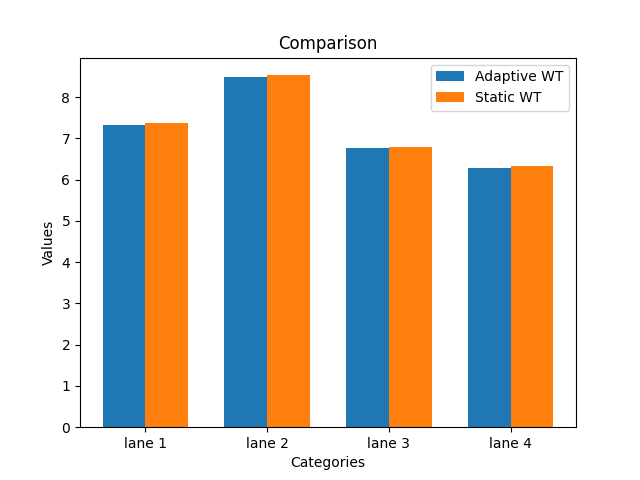 Comparison
Adaptive WT
Static WT
Values
8
7
6
5
4
3
2
1
0
lane 1
lane 2
lane 3
lane 4
Categories